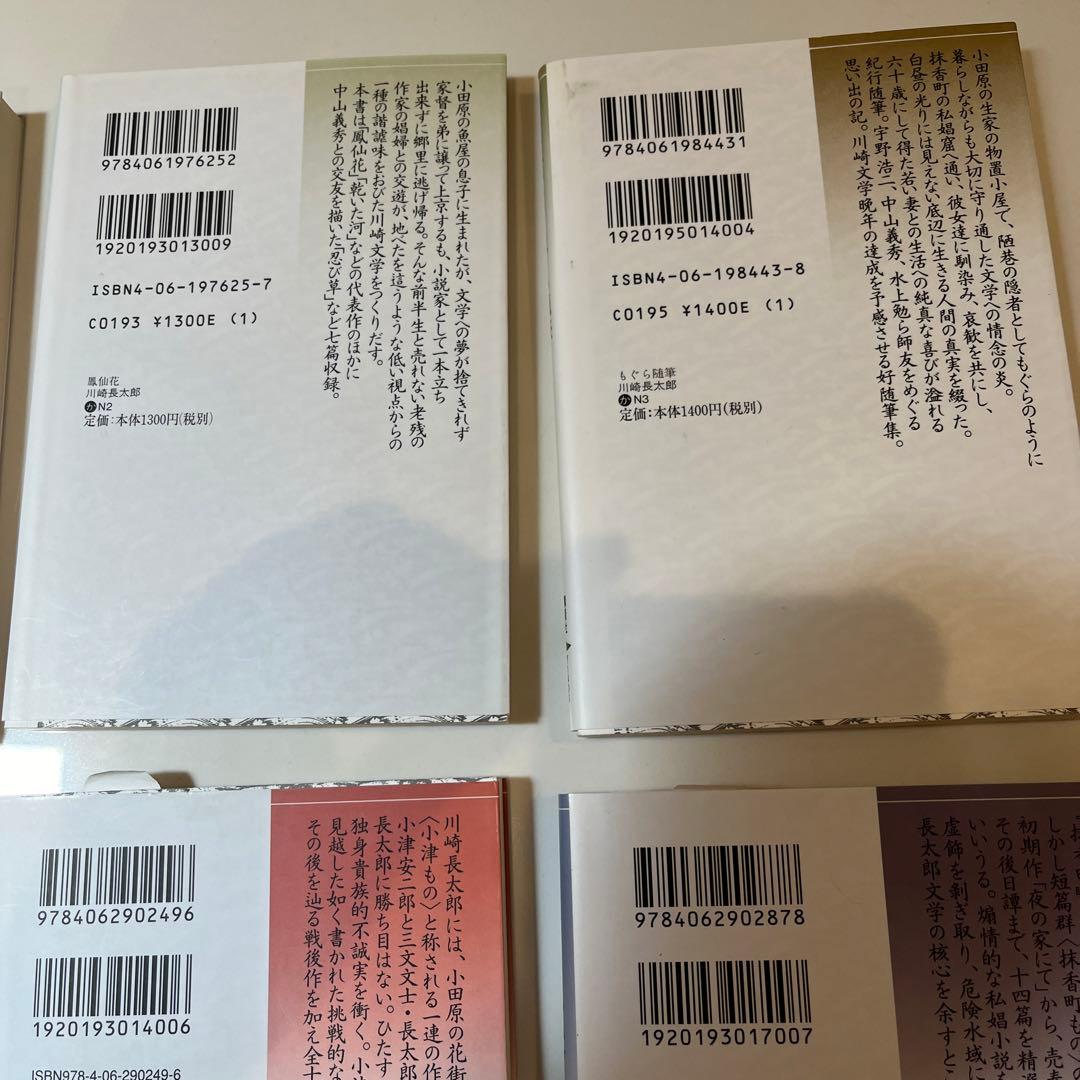 9784061976252
1920193013009
ISBN4-06-197625-7
C0193 ¥1300E (1)
鳳仙花
川崎長太郎
か N2
定価：本体1300円(税別)
小田原の魚屋の息子に生まれたが、文学への夢が捨てきれず
家督を弟に譲って上京するも、小説家として一本立ち
出来ずに郷里に逃げ帰る。そんな前半生と売れない老残の
作家の娼婦との交遊が、地べたを這うような低い視点からの
一種の諧謔味をおびた川崎文学をつくりだす。
本書は「鳳仙花」「乾いた河」などの代表作のほかに
中山義秀との交友を描いた「忍び草」など七篇収録。
9784061984431
1920195014004
ISBN4-06-198443-8
C0195 ¥1400E (1)
もぐら随筆
川崎長太郎
か N3
定価：本体1400円(税別)
小田原の生家の物置小屋で、陋巷の隠者としてもぐらのように
暮らしながらも大切に守り通した文学への情念の炎。
抹香町の私娼窟へ通い、彼女達に馴染み、哀歓を共にし、
白昼の光りには見えない底辺に生きる人間の真実を綴った。
六十歳にして得た若い妻との生活への純真な喜びが溢れる
紀行随筆。宇野浩二、中山義秀、水上勉ら師友をめぐる
思い出の記。川崎文学晩年の達成を予感させる好随筆集。
9784062902496
1920193014006
ISBN978-4-06-290249-6
川崎長太郎には、小田原の花街
〈小津もの〉と称される一連の作
小津安二郎と三文文士・長太郎
長太郎に勝ち目はない。ひたす
独身貴族的不誠実を衝く。小津
見越した如く書かれた挑戦的な
その後を辿る戦後作を加え全十
9784062902878
1920193017007
しかし短篇群〈抹香町もの〉の
初期作「夜の家にて」から、売春
その後日譚まで、十四篇を精選
いいうる。煽情的な私娼小説を
虚飾を剥ぎ取り、危険水域に
長太郎文学の核心を余すとこ